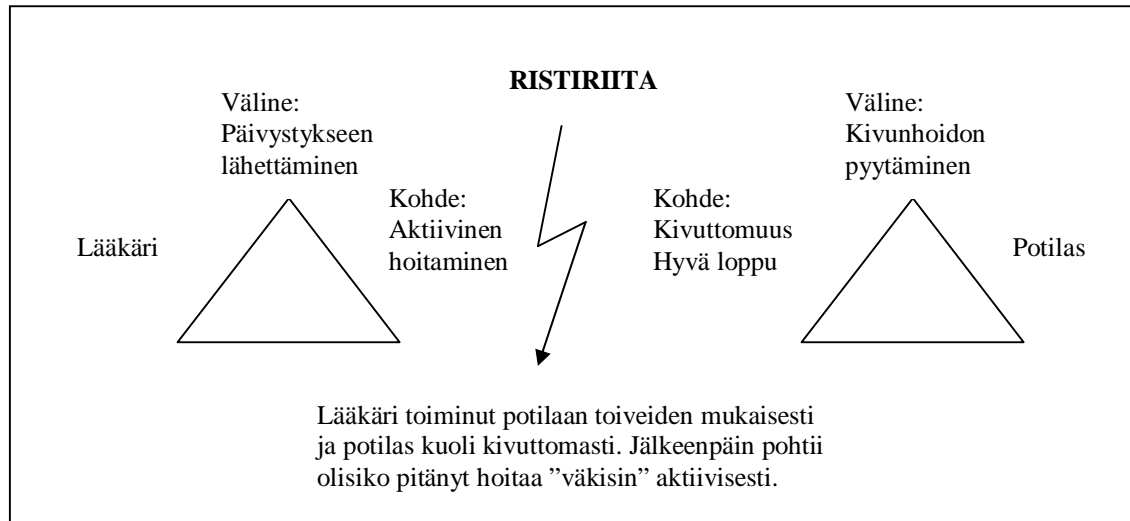 RISTIRIITA
Väline:
Päivystykseen
lähettäminen
Lääkäri
Kohde:
Aktiivinen
hoitaminen
Väline:
Kivunhoidon
pyytäminen
Kohde:
Kivuttomuus
Hyvä loppu
Potilas
Lääkäri toiminut potilaan toiveiden mukaisesti
ja potilas kuoli kivuttomasti. Jälkeenpäin pohtii
olisiko pitänyt hoitaa ”väkisin” aktiivisesti.